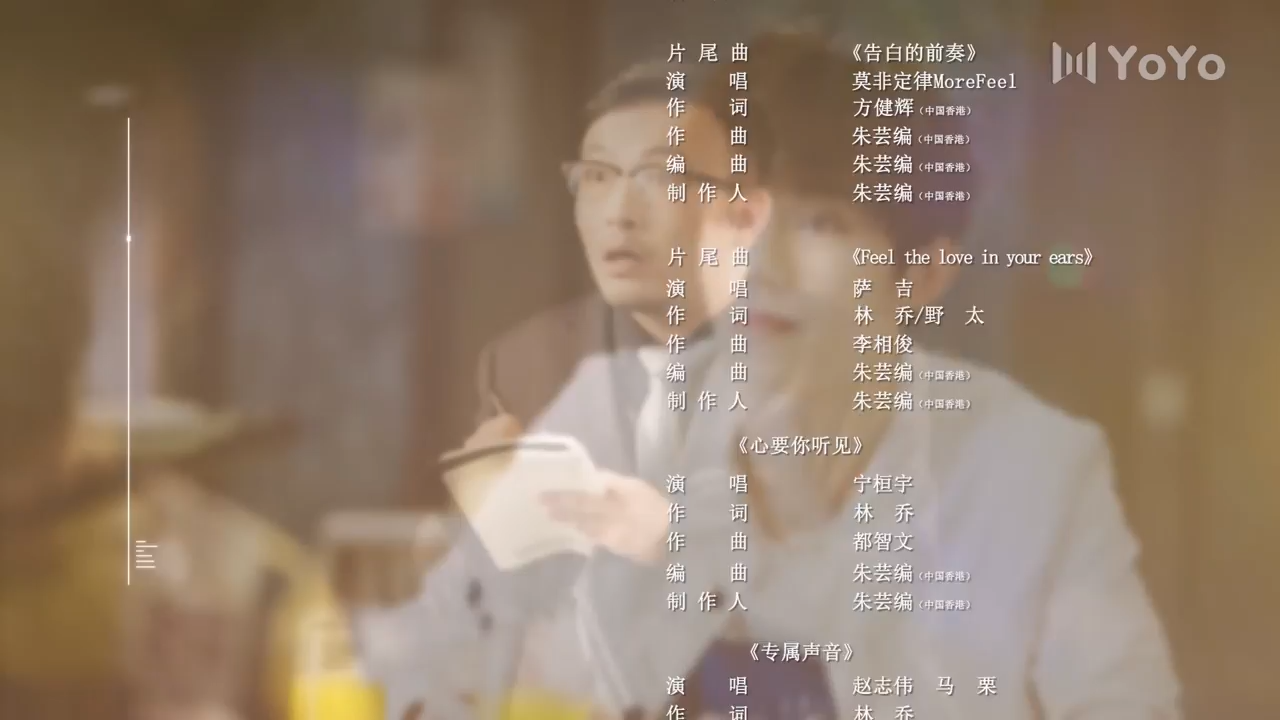 YoYo
片尾曲 《告白的前奏》
演唱 莫非定律MoreFeel
作词 方健辉（中国香港）
作曲 朱芸编（中国香港）
编曲 朱芸编（中国香港）
制作人 朱芸编（中国香港）
片尾曲 《Feel the love in your ears》
演唱 萨吉
作词 林乔/野太
作曲 李相俊
编曲 朱芸编（中国香港）
制作人 朱芸编（中国香港）
《心要你听见》
演唱 宁桓宇
作词 林乔
作曲 都智文
编曲 朱芸编（中国香港）
制作人 朱芸编（中国香港）
《专属声音》
演唱 赵志伟 马栗
作词 林乔